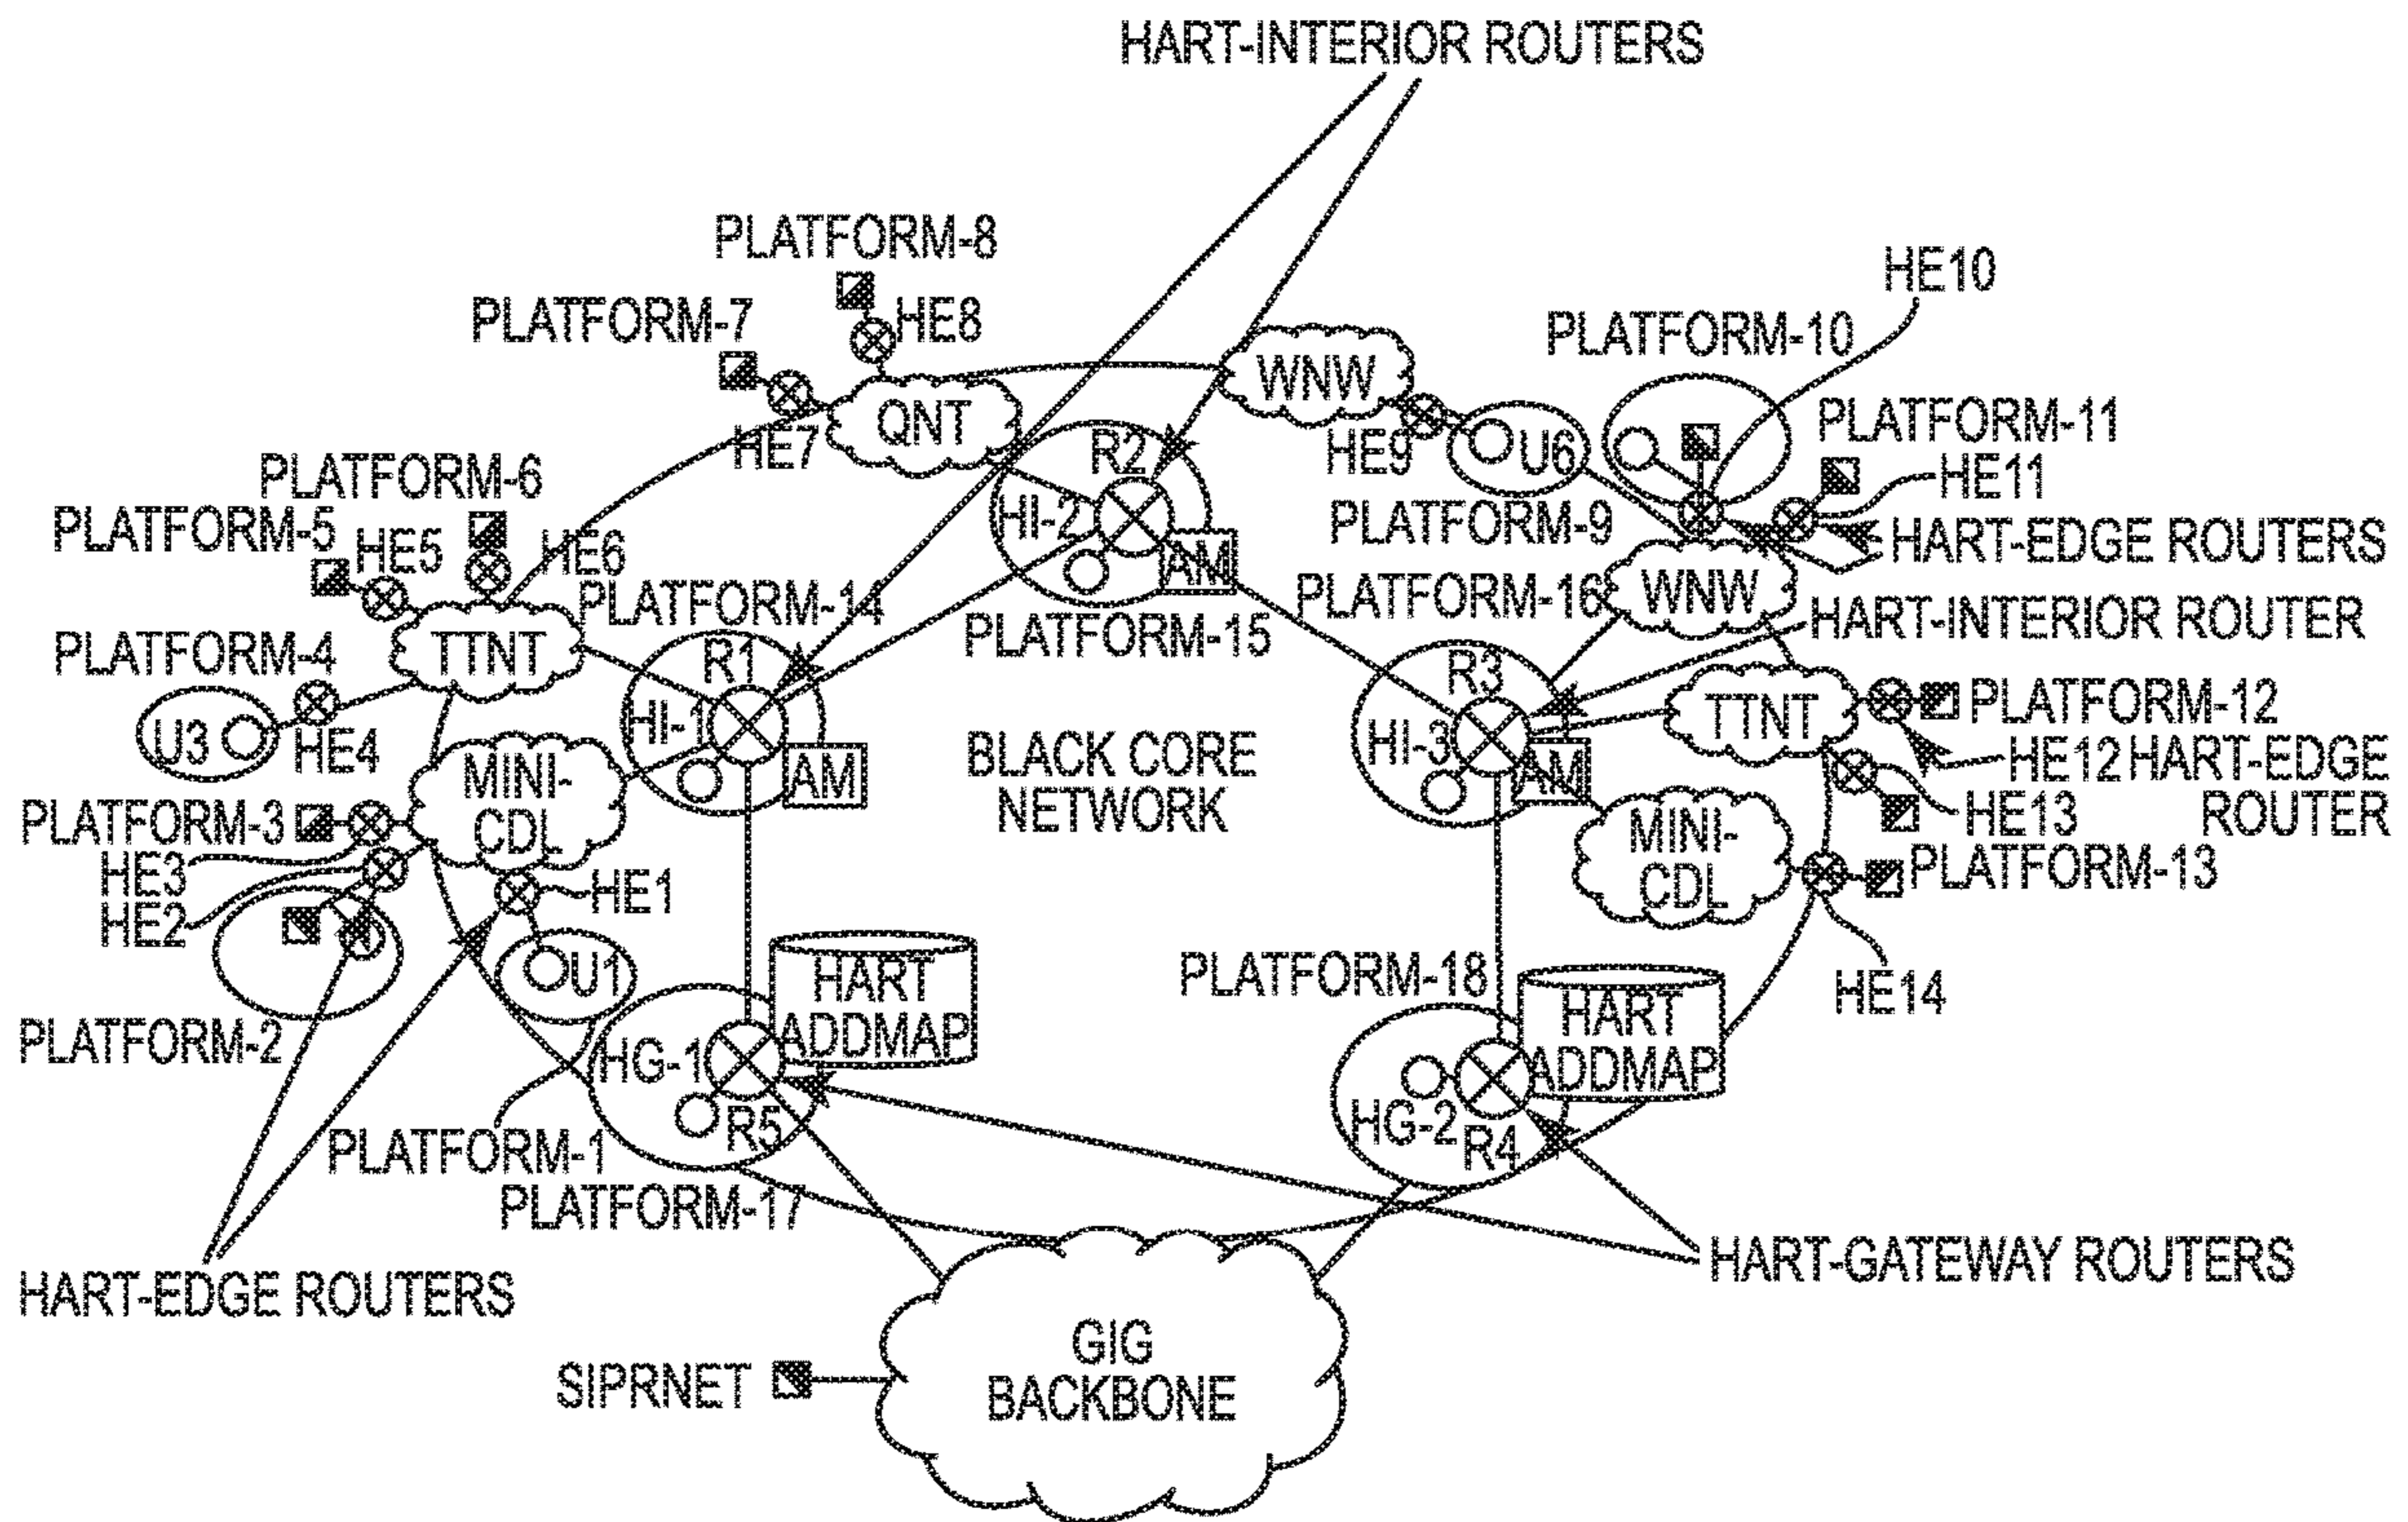 HART-INTERIOR ROUTERS
PLATFORM-8
HE10
PLATFORM-7
HE8
PLATFORM-10
WNW
QNT
PLATFORM-11
HE7
R2
HE9
U6
HE11
PLATFORM-6
HI-2
PLATFORM-9
PLATFORM-5
HE5
HE6
HART-EDGE ROUTERS
AM
PLATFORM-14
PLATFORM-16
WNW
PLATFORM-15
HART-INTERIOR ROUTER
PLATFORM-4
TTNT
R1
R3
HI-1
TTNT
PLATFORM-12
U3
HE4
HI-3
MINI-
CDL
AM
BLACK CORE
NETWORK
AM
HE12
HART-EDGE
ROUTER
PLATFORM-3
HE13
MINI-
CDL
HE3
PLATFORM-13
HE2
HE1
U1
HART
ADDMAP
PLATFORM-18
HART
ADDMAP
HE14
PLATFORM-2
HG-1
R5
HG-2
R4
PLATFORM-1
PLATFORM-17
HART-EDGE ROUTERS
HART-GATEWAY ROUTERS
GIG
BACKBONE
SIPRNET